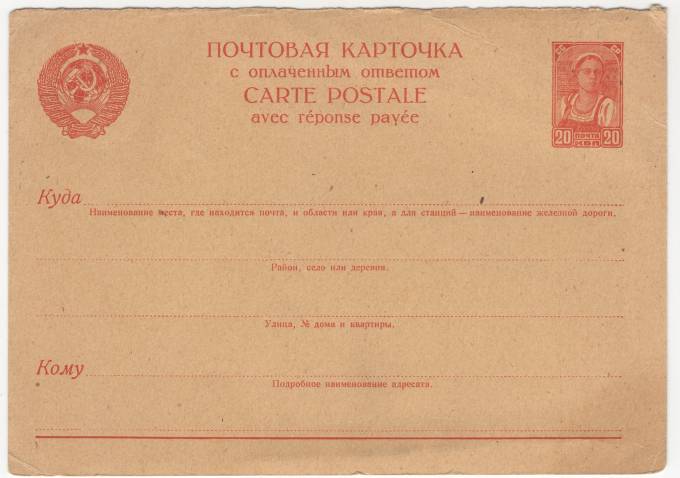 ПОЧТОВАЯ КАРТОЧКА
с оплаченным ответом
CARTE POSTALE
avec réponse payée
20 ПОЧТА 20
КОП
Куда
Наименование места, где находится почта, и области или края, а для станций — наименование железной дороги.
Район, село или деревня.
Улица, № дома и квартиры.
Кому
Подробное наименование адресата.